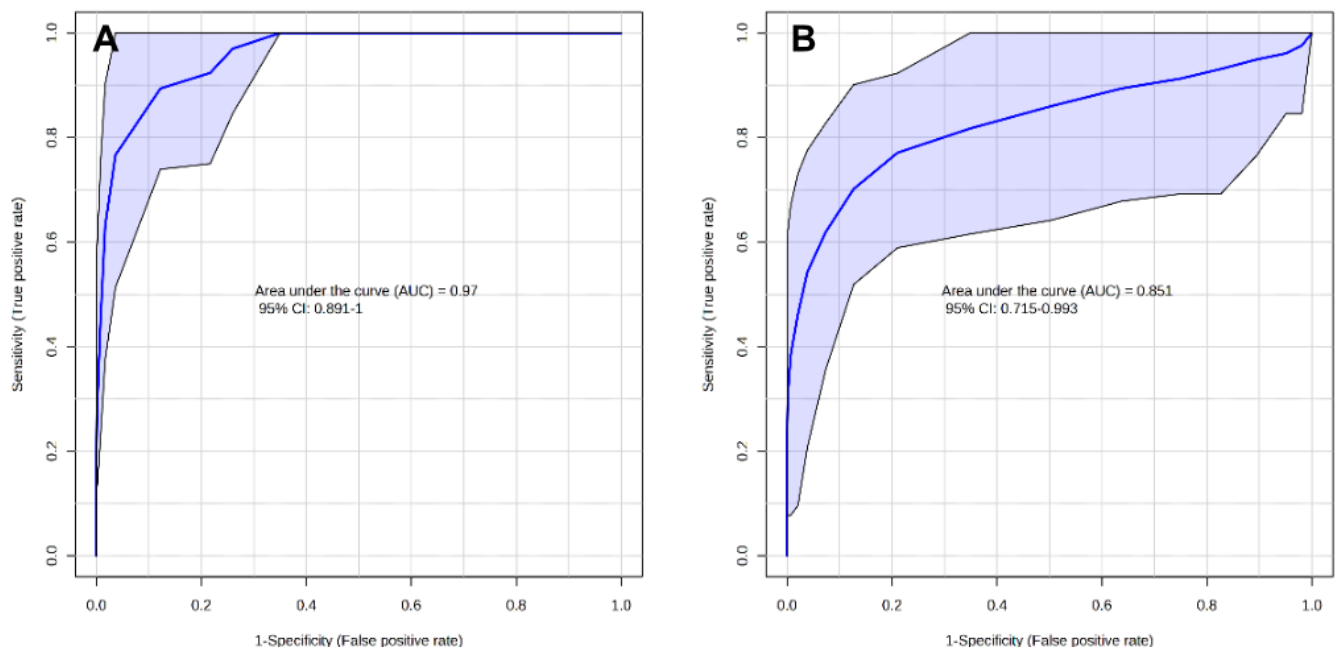 A
1.0
0.8
0.6
0.4
0.2
0.0
Sensitivity (True positive rate)
Area under the curve (AUC) = 0.97
95% CI: 0.891-1
0.0 0.2 0.4 0.6 0.8 1.0
1-Specificity (False positive rate)
B
1.0
0.8
0.6
0.4
0.2
0.0
Sensitivity (True positive rate)
Area under the curve (AUC) = 0.851
95% CI: 0.715-0.993
0.0 0.2 0.4 0.6 0.8 1.0
1-Specificity (False positive rate)